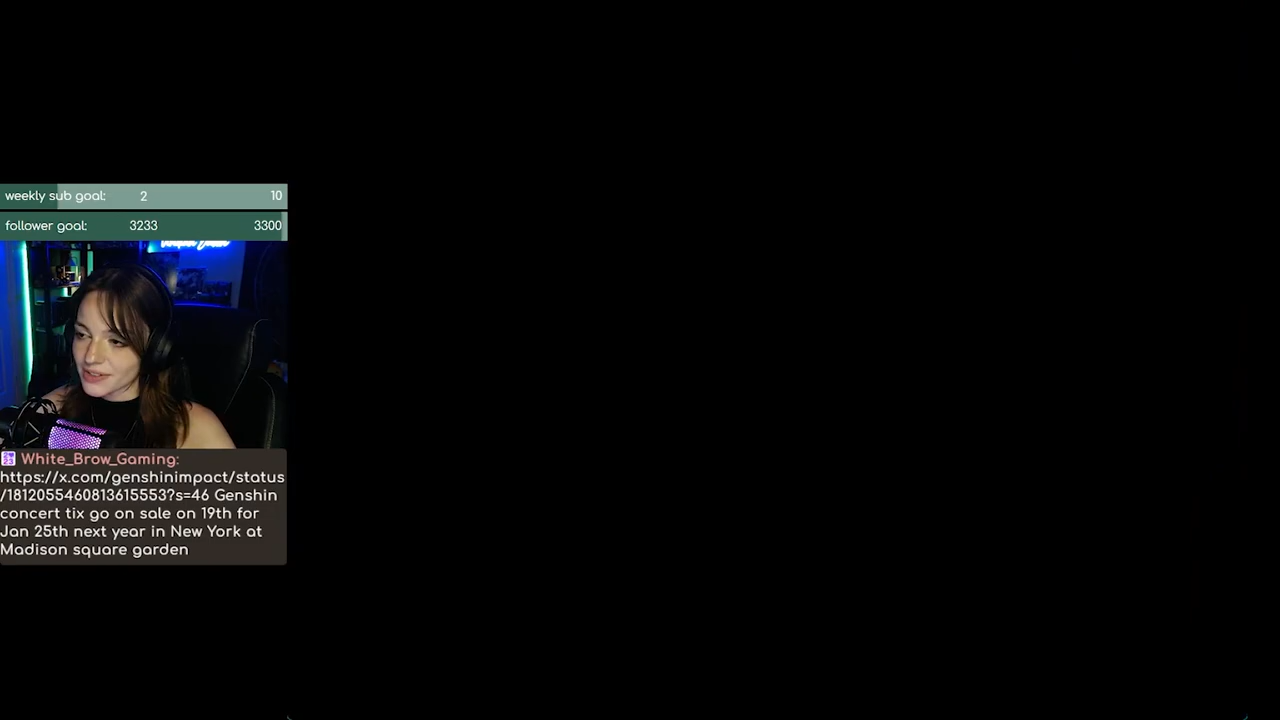 weekly sub goal: 2 10
follower goal: 3233 3300
White_Brow_Gaming:
https://x.com/genshinimpact/status
/1812055460813615553?s=46 Genshin
concert tix go on sale on 19th for
Jan 25th next year in New York at
Madison square garden